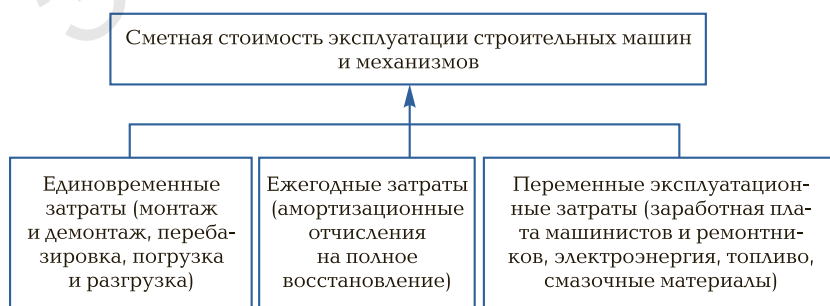 Сметная стоимость эксплуатации строительных машин
и механизмов
Единовременные
затраты (монтаж
и демонтаж, переба-
зировка, погрузка
и разгрузка)
Ежегодные затраты
(амортизационные
отчисления
на полное
восстановление)
Переменные эксплуатацион-
ные затраты (заработная пла-
та машинистов и ремонтни-
ков, электроэнергия, топливо,
смазочные материалы)